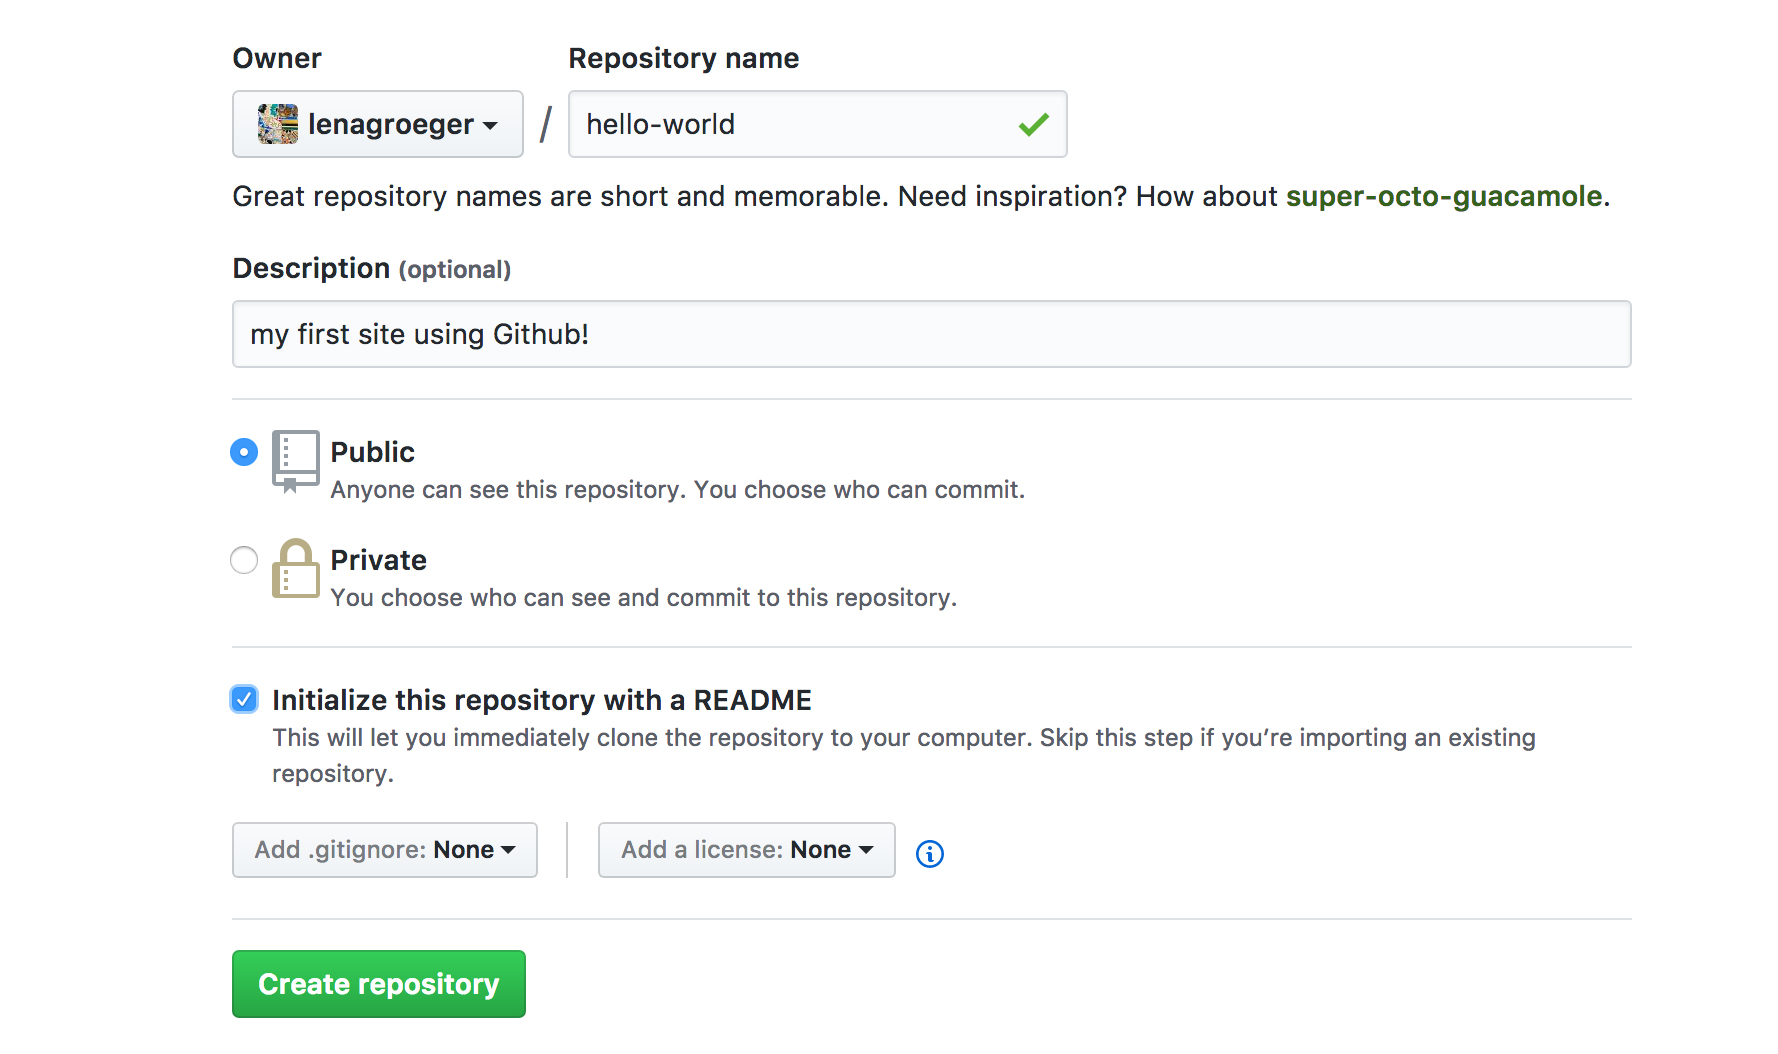 Owner
Repository name
lenagroeger
/
hello-world
Great repository names are short and memorable. Need inspiration? How about super-octo-guacamole.
Description (optional)
my first site using Github!
Public
Anyone can see this repository. You choose who can commit.
Private
You choose who can see and commit to this repository.
Initialize this repository with a README
This will let you immediately clone the repository to your computer. Skip this step if you’re importing an existing
repository.
Add .gitignore: None
Add a license: None
Create repository